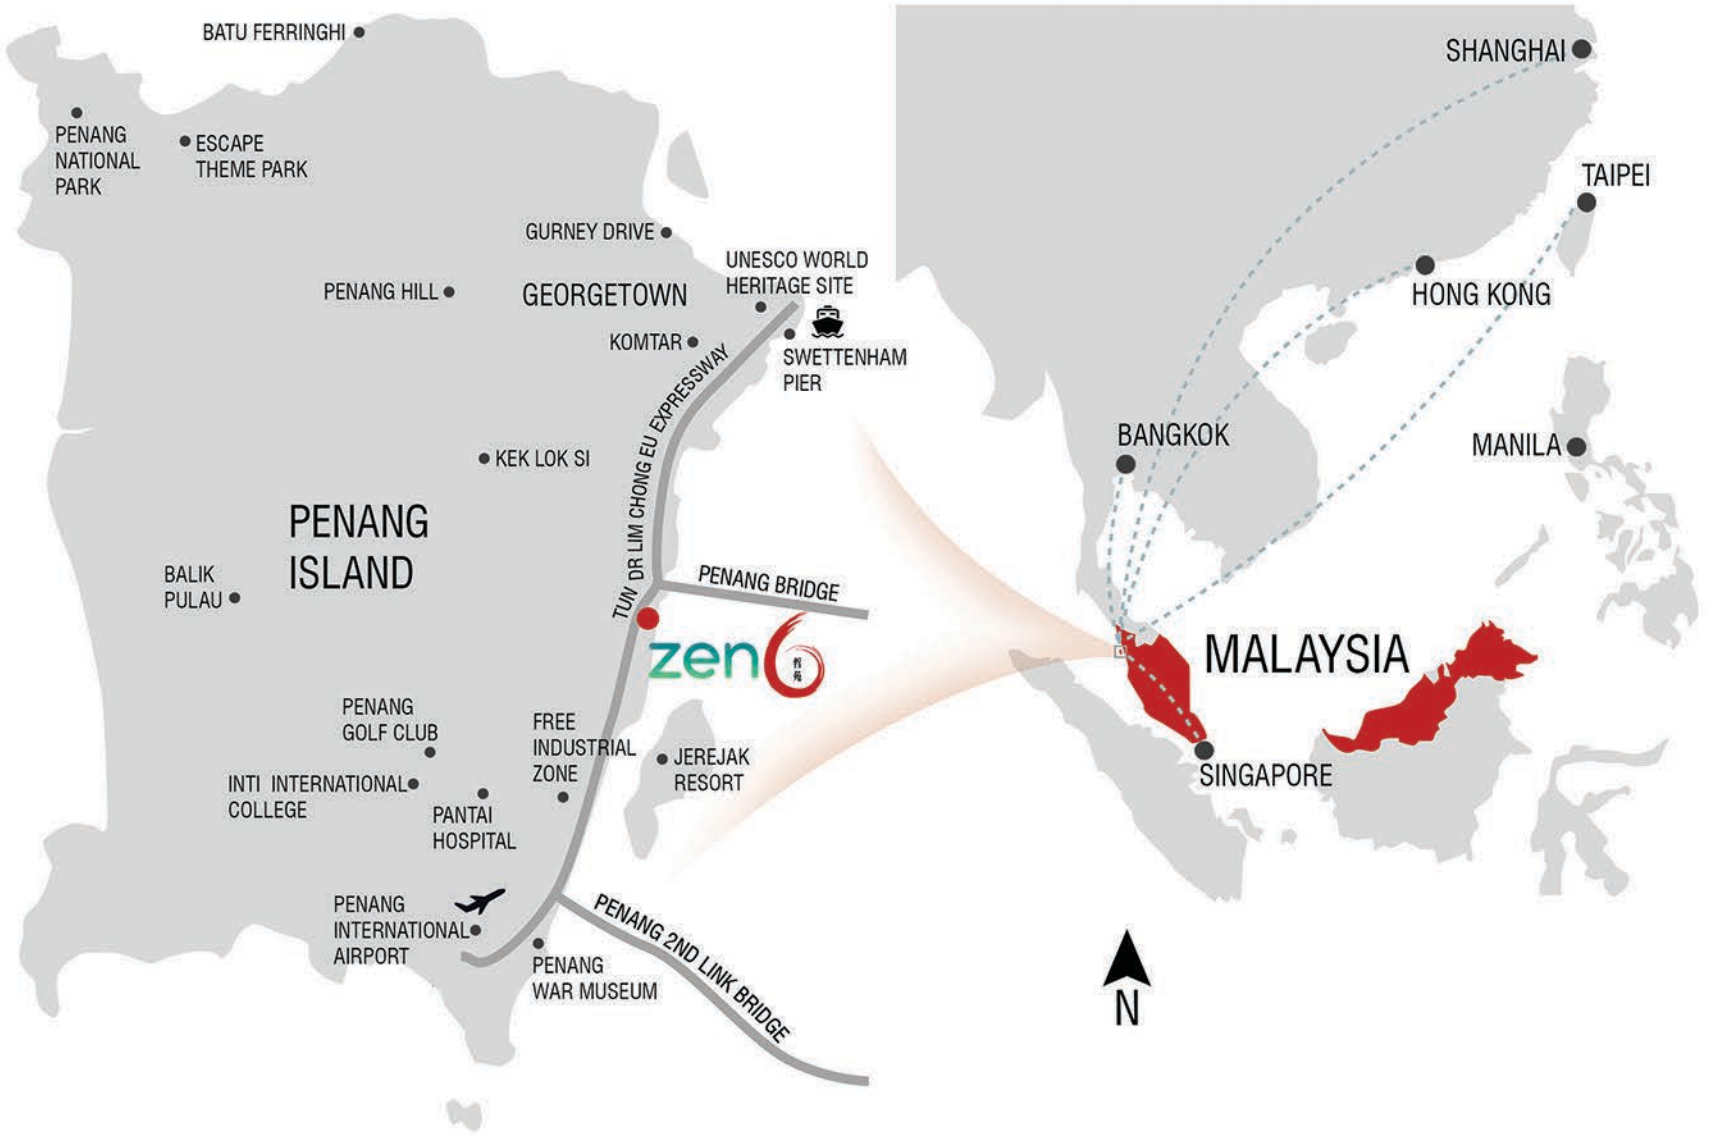 BATU FERRINGHI
PENANG
NATIONAL
PARK
ESCAPE
THEME PARK
GURNEY DRIVE
UNESCO WORLD
HERITAGE SITE
PENANG HILL
GEORGETOWN
KOMTAR
SWETTENHAM
PIER
TUN DR LIM CHONG EU EXPRESSWAY
KEK LOK SI
PENANG
ISLAND
BALIK
PULAU
PENANG BRIDGE
zen6
PENANG
GOLF CLUB
FREE
INDUSTRIAL
ZONE
JEREJAK
RESORT
INTI INTERNATIONAL
COLLEGE
PANTAI
HOSPITAL
PENANG
INTERNATIONAL
AIRPORT
PENANG
WAR MUSEUM
PENANG 2ND LINK BRIDGE
SHANGHAI
TAIPEI
HONG KONG
BANGKOK
MANILA
MALAYSIA
SINGAPORE
N